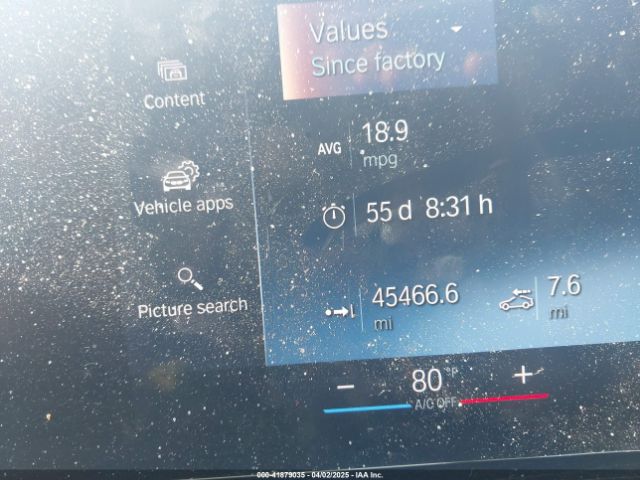 Values
Since factory
Content
AVG 18.9
mpg
Vehicle apps
55 d 8:31 h
Picture search
45466.6
mi
7.6
mi
- 80 °F +
A/C OFF
000-41879035 - 04/02/2025 - IAA Inc.